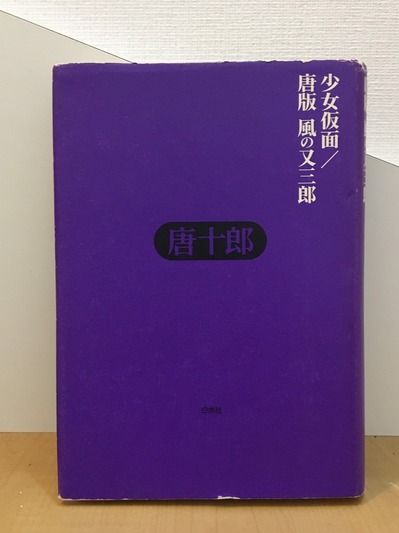 少女仮面／
唐版 風の又三郎
唐十郎
白水社